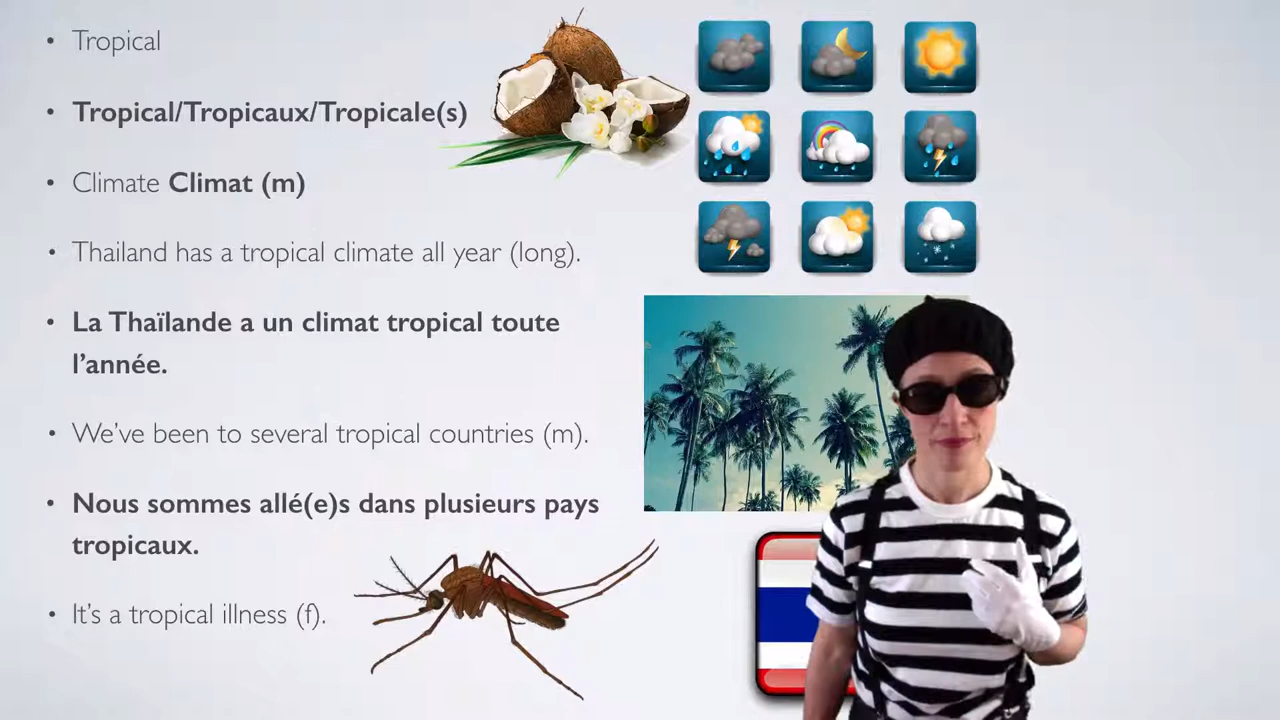 • Tropical
• Tropical/Tropicaux/Tropicale(s)
• Climate Climat (m)
• Thailand has a tropical climate all year (long).
• La Thaïlande a un climat tropical toute
l’année.
• We’ve been to several tropical countries (m).
• Nous sommes allé(e)s dans plusieurs pays
tropicaux.
• It’s a tropical illness (f).